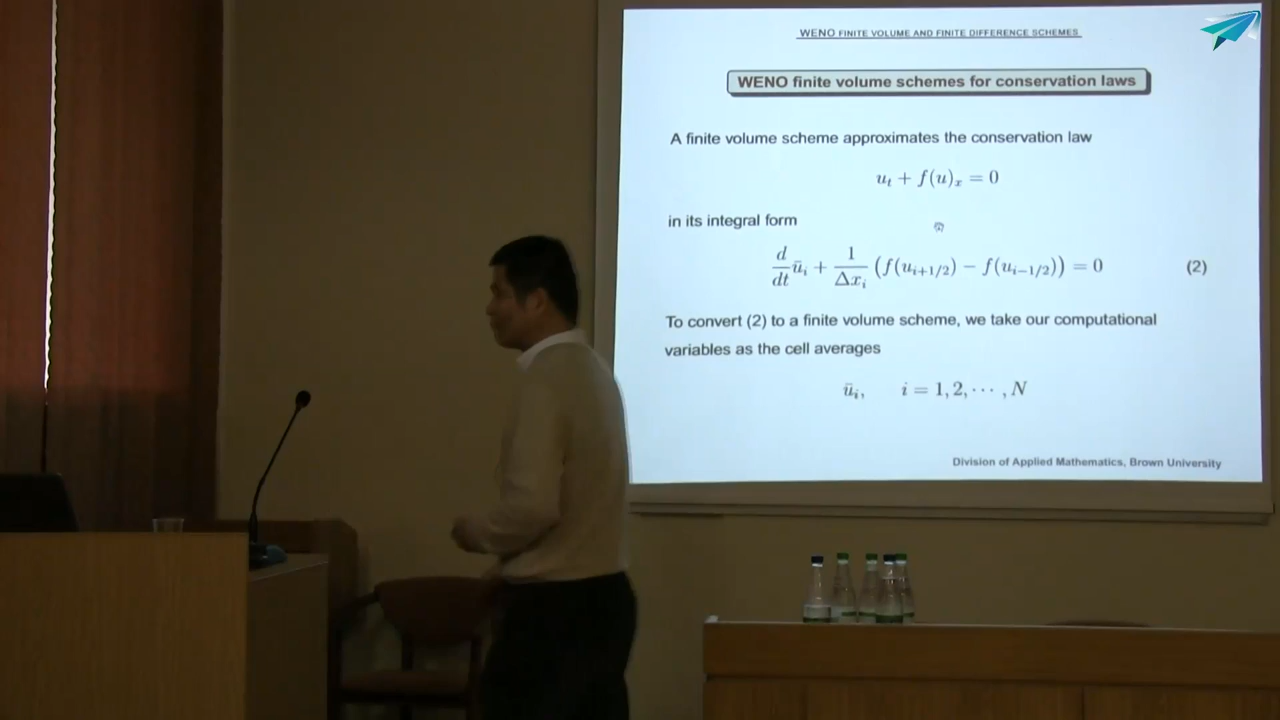 WENO FINITE VOLUME AND FINITE DIFFERENCE SCHEMES
WENO finite volume schemes for conservation laws
A finite volume scheme approximates the conservation law
u_t + f(u)_x = 0
in its integral form
d/dt ū_i + 1/Δx_i (f(u_{i+1/2}) − f(u_{i−1/2})) = 0 (2)
To convert (2) to a finite volume scheme, we take our computational
variables as the cell averages
ū_i, i = 1, 2, ⋯ , N
Division of Applied Mathematics, Brown University